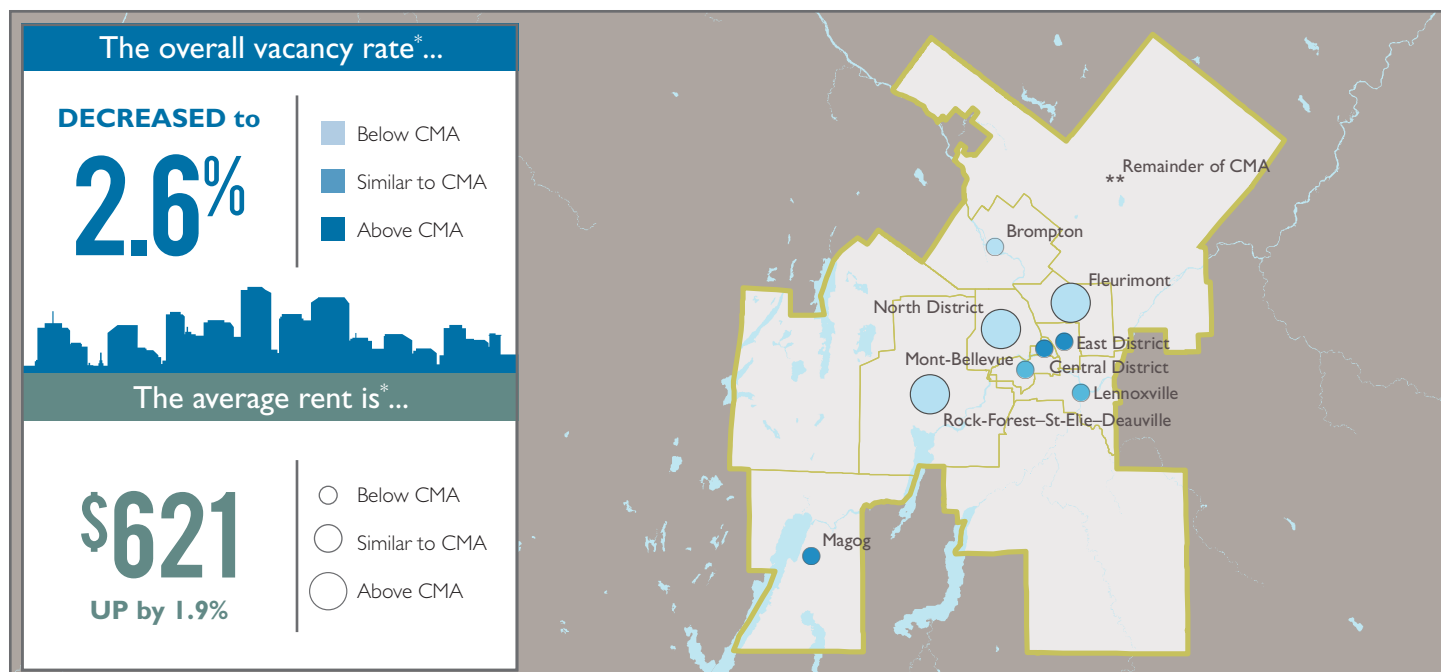 The overall vacancy rate*...
DECREASED to
2.6%
Below CMA
Similar to CMA
Above CMA
The average rent is*...
$621
UP by 1.9%
Below CMA
Similar to CMA
Above CMA
Remainder of CMA
**
Brompton
Fleurimont
North District
East District
Mont-Bellevue
Central District
Lennoxville
Rock-Forest–St-Elie–Deauville
Magog